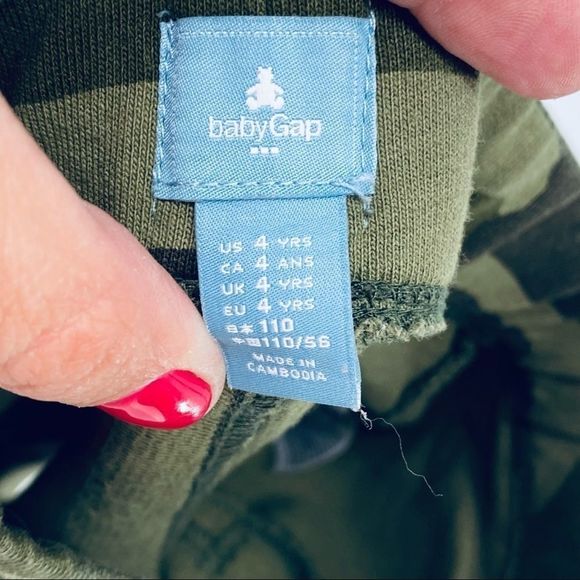 babyGap
US 4 YRS
CA 4 ANS
UK 4 YRS
EU 4 YRS
日本 110
中国 110/56
MADE IN
CAMBODIA